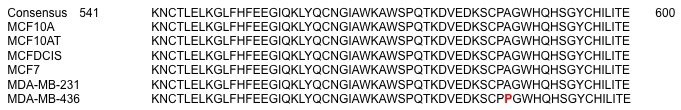 Consensus 541 KNCTLELKGLFHFEEGIQKLYQCNGIAWKAWSPQTKDVEDKSCPAGWHQHSGYCHILITE 600
MCF10A KNCTLELKGLFHFEEGIQKLYQCNGIAWKAWSPQTKDVEDKSCPAGWHQHSGYCHILITE
MCF10AT KNCTLELKGLFHFEEGIQKLYQCNGIAWKAWSPQTKDVEDKSCPAGWHQHSGYCHILITE
MCFDCIS KNCTLELKGLFHFEEGIQKLYQCNGIAWKAWSPQTKDVEDKSCPAGWHQHSGYCHILITE
MCF7 KNCTLELKGLFHFEEGIQKLYQCNGIAWKAWSPQTKDVEDKSCPAGWHQHSGYCHILITE
MDA-MB-231 KNCTLELKGLFHFEEGIQKLYQCNGIAWKAWSPQTKDVEDKSCPAGWHQHSGYCHILITE
MDA-MB-436 KNCTLELKGLFHFEEGIQKLYQCNGIAWKAWSPQTKDVEDKSCPPGWHQHSGYCHILITE